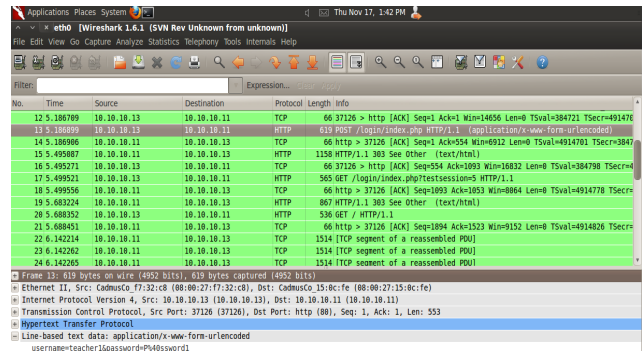 Applications Places System Thu Nov 17, 1:42 PM
eth0 [Wireshark 1.6.1 (SVN Rev Unknown from unknown)]
File Edit View Go Capture Analyze Statistics Telephony Tools Internals Help
Filter: Expression... Clear Apply
No. Time Source Destination Protocol Length Info
12 5.186709 10.10.10.13 10.10.10.11 TCP 66 37126 > http [ACK] Seq=1 Ack=1 Win=14656 Len=0 TSval=384721 TSecr=491470
13 5.186899 10.10.10.13 10.10.10.11 HTTP 619 POST /login/index.php HTTP/1.1 (application/x-www-form-urlencoded)
14 5.186906 10.10.10.11 10.10.10.13 TCP 66 http > 37126 [ACK] Seq=1 Ack=554 Win=6912 Len=0 TSval=4914701 TSecr=3847
15 5.495087 10.10.10.11 10.10.10.13 HTTP 1158 HTTP/1.1 303 See Other (text/html)
16 5.495271 10.10.10.13 10.10.10.11 TCP 66 37126 > http [ACK] Seq=554 Ack=1093 Win=16832 Len=0 TSval=384798 TSecr=4
17 5.499521 10.10.10.13 10.10.10.11 HTTP 565 GET /login/index.php?testsession=5 HTTP/1.1
18 5.499556 10.10.10.11 10.10.10.13 TCP 66 http > 37126 [ACK] Seq=1093 Ack=1053 Win=8064 Len=0 TSval=4914778 TSecr=
19 5.683224 10.10.10.11 10.10.10.13 HTTP 867 HTTP/1.1 303 See Other (text/html)
20 5.688352 10.10.10.13 10.10.10.11 HTTP 536 GET / HTTP/1.1
21 5.688451 10.10.10.11 10.10.10.13 TCP 66 http > 37126 [ACK] Seq=1894 Ack=1523 Win=9152 Len=0 TSval=4914826 TSecr=
22 6.142214 10.10.10.11 10.10.10.13 TCP 1514 [TCP segment of a reassembled PDU]
23 6.142262 10.10.10.11 10.10.10.13 TCP 1514 [TCP segment of a reassembled PDU]
24 6.142265 10.10.10.11 10.10.10.13 TCP 1514 [TCP segment of a reassembled PDU]
Frame 13: 619 bytes on wire (4952 bits), 619 bytes captured (4952 bits)
Ethernet II, Src: CadmusCo_f7:32:c8 (08:00:27:f7:32:c8), Dst: CadmusCo_15:0c:fe (08:00:27:15:0c:fe)
Internet Protocol Version 4, Src: 10.10.10.13 (10.10.10.13), Dst: 10.10.10.11 (10.10.10.11)
Transmission Control Protocol, Src Port: 37126 (37126), Dst Port: http (80), Seq: 1, Ack: 1, Len: 553
Hypertext Transfer Protocol
Line-based text data: application/x-www-form-urlencoded
username=teacher1&password=P%40ssword1